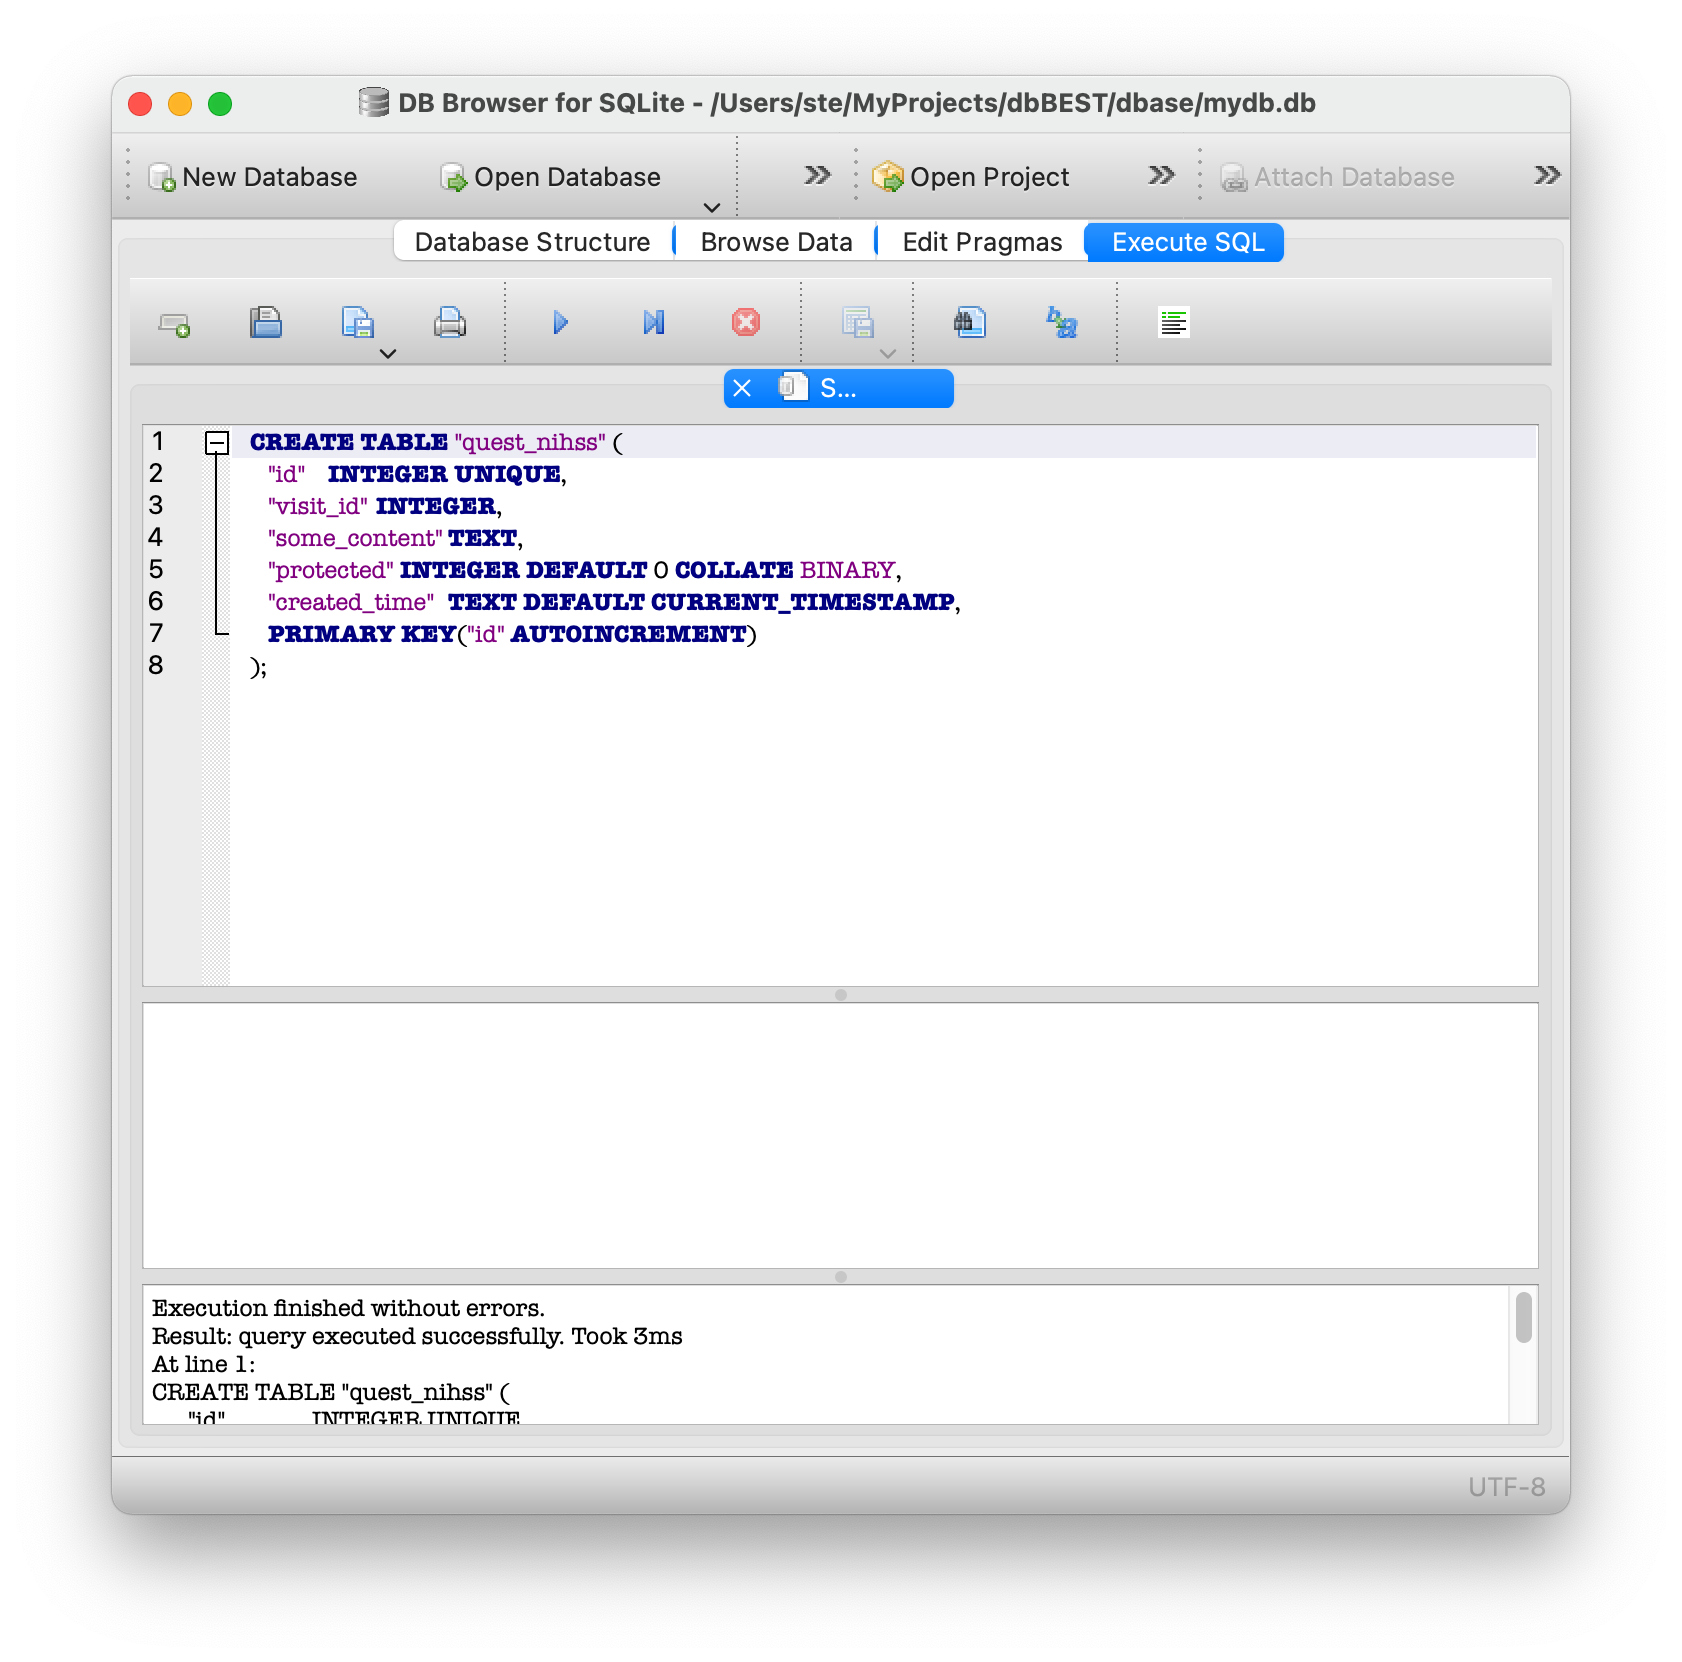 DB Browser for SQLite - /Users/ste/MyProjects/dbBEST/dbase/mydb.db
New Database Open Database » Open Project » Attach Database »
Database Structure Browse Data Edit Pragmas Execute SQL
S...
1 CREATE TABLE "quest_nihss" (
2 "id" INTEGER UNIQUE,
3 "visit_id" INTEGER,
4 "some_content" TEXT,
5 "protected" INTEGER DEFAULT 0 COLLATE BINARY,
6 "created_time" TEXT DEFAULT CURRENT_TIMESTAMP,
7 PRIMARY KEY("id" AUTOINCREMENT)
8 );
Execution finished without errors.
Result: query executed successfully. Took 3ms
At line 1:
CREATE TABLE "quest_nihss" (
"id" INTEGER UNIQUE
UTF-8